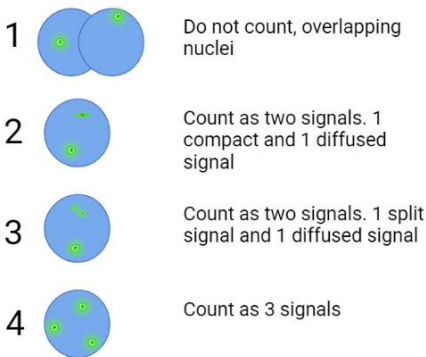 1
Do not count, overlapping
nuclei
2
Count as two signals. 1
compact and 1 diffused
signal
3
Count as two signals. 1 split
signal and 1 diffused signal
4
Count as 3 signals